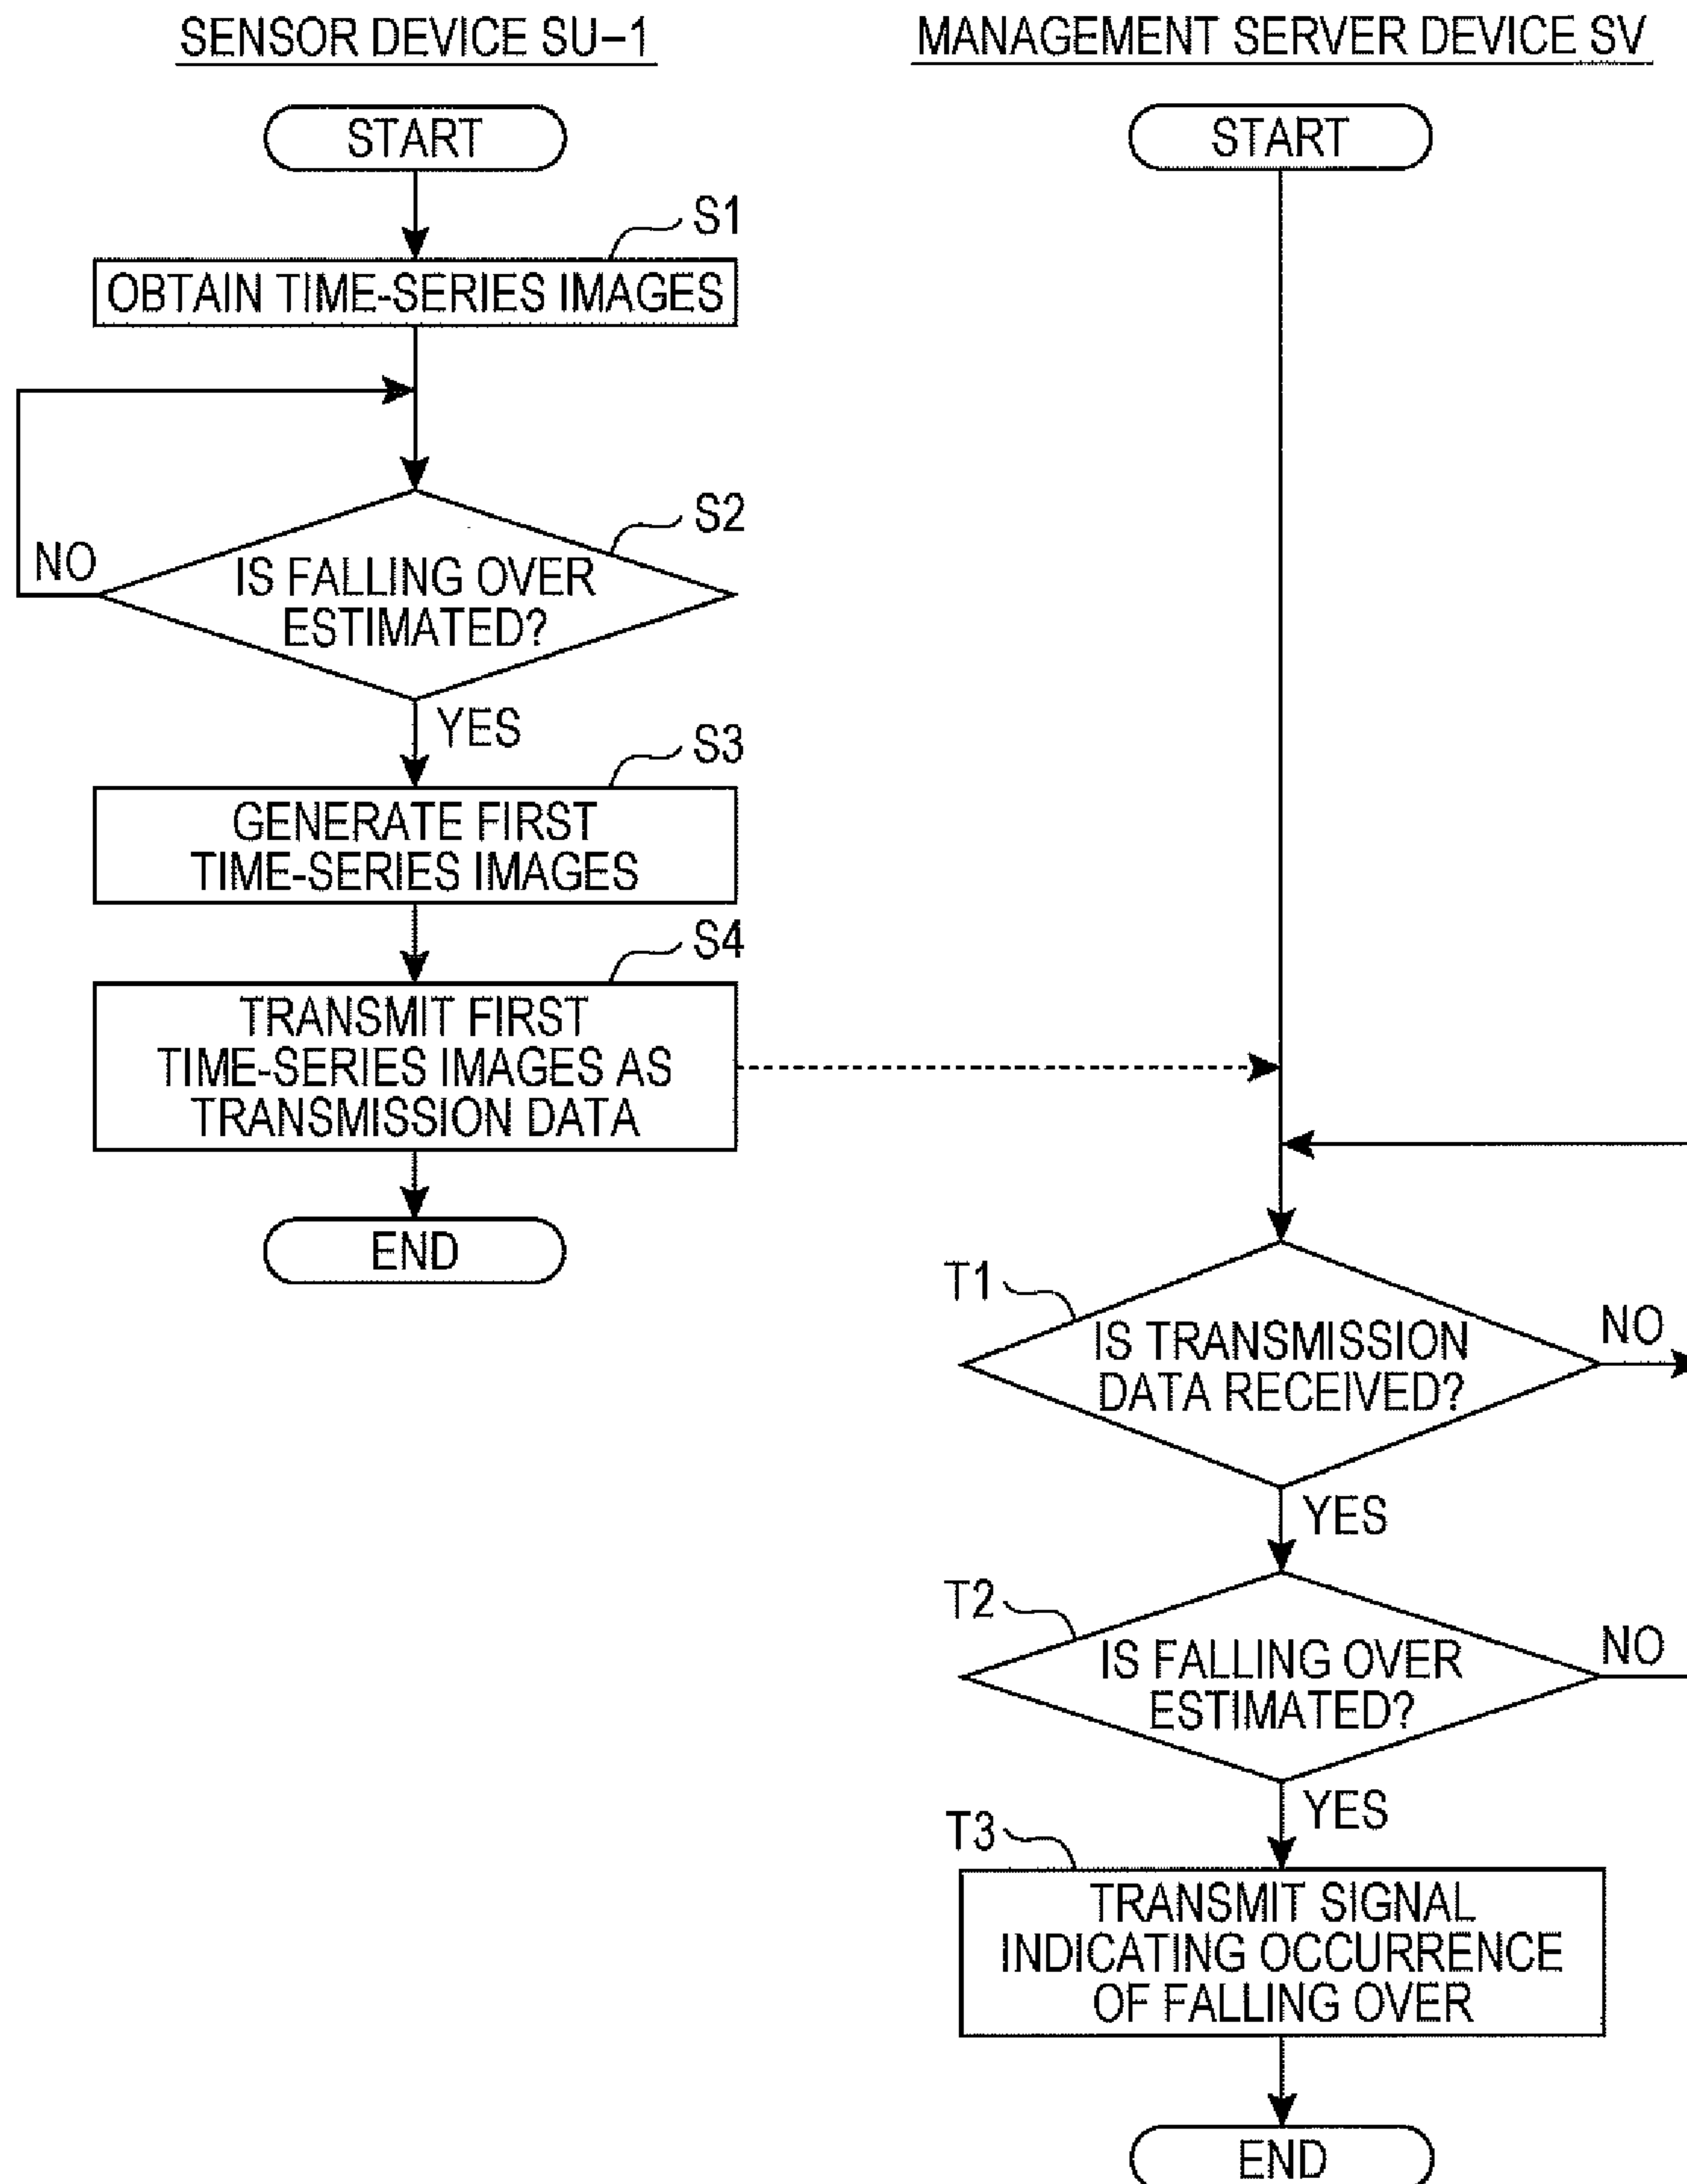 SENSOR DEVICE SU-1
START
S1
OBTAIN TIME-SERIES IMAGES
S2
NO
IS FALLING OVER
ESTIMATED?
YES
S3
GENERATE FIRST
TIME-SERIES IMAGES
S4
TRANSMIT FIRST
TIME-SERIES IMAGES AS
TRANSMISSION DATA
END
MANAGEMENT SERVER DEVICE SV
START
T1
IS TRANSMISSION
DATA RECEIVED?
NO
YES
T2
IS FALLING OVER
ESTIMATED?
NO
YES
T3
TRANSMIT SIGNAL
INDICATING OCCURRENCE
OF FALLING OVER
END